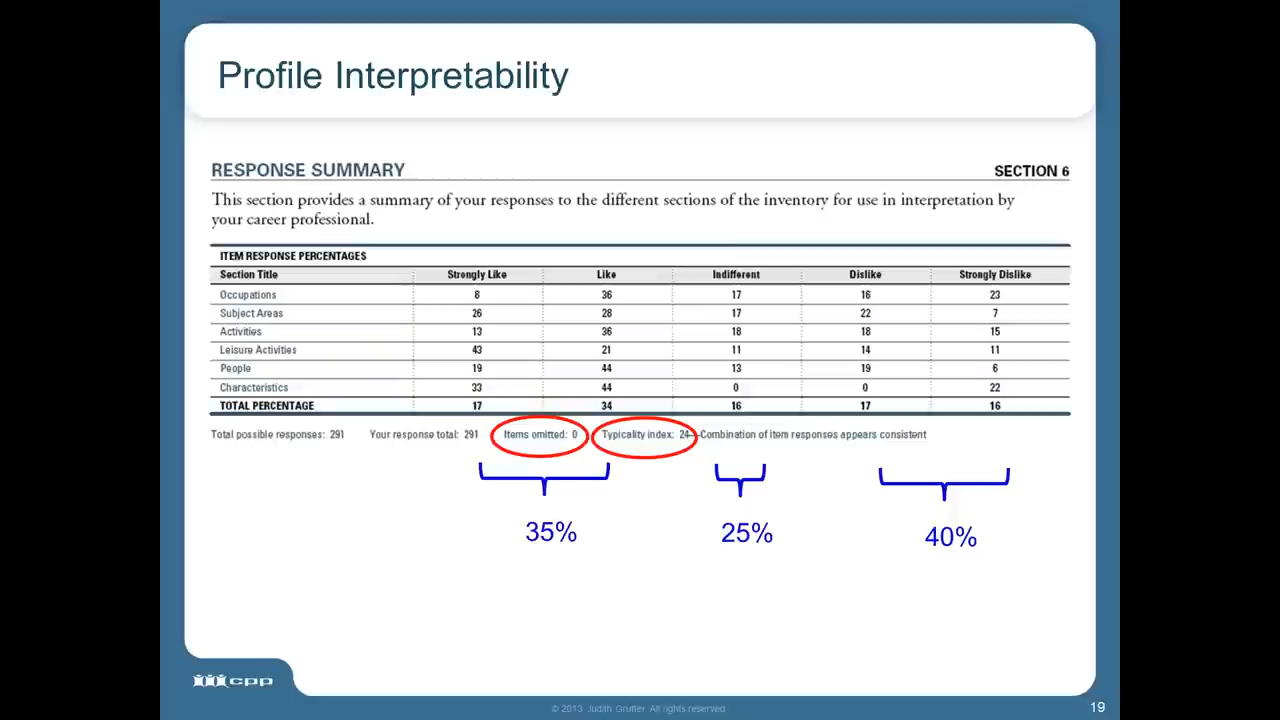 Profile Interpretability
RESPONSE SUMMARY SECTION 6
This section provides a summary of your responses to the different sections of the inventory for use in interpretation by
your career professional.
ITEM RESPONSE PERCENTAGES
Section Title Strongly Like Like Indifferent Dislike Strongly Dislike
Occupations 8 36 17 16 23
Subject Areas 26 28 17 22 7
Activities 13 36 18 18 15
Leisure Activities 43 21 11 14 11
People 19 44 13 19 6
Characteristics 33 44 0 0 22
TOTAL PERCENTAGE 17 34 16 17 16
Total possible responses: 291 Your response total: 291 Items omitted: 0 Typicality index: 24—Combination of item responses appears consistent
35% 25% 40%
cpp
© 2013 Judith Grutter All rights reserved
19